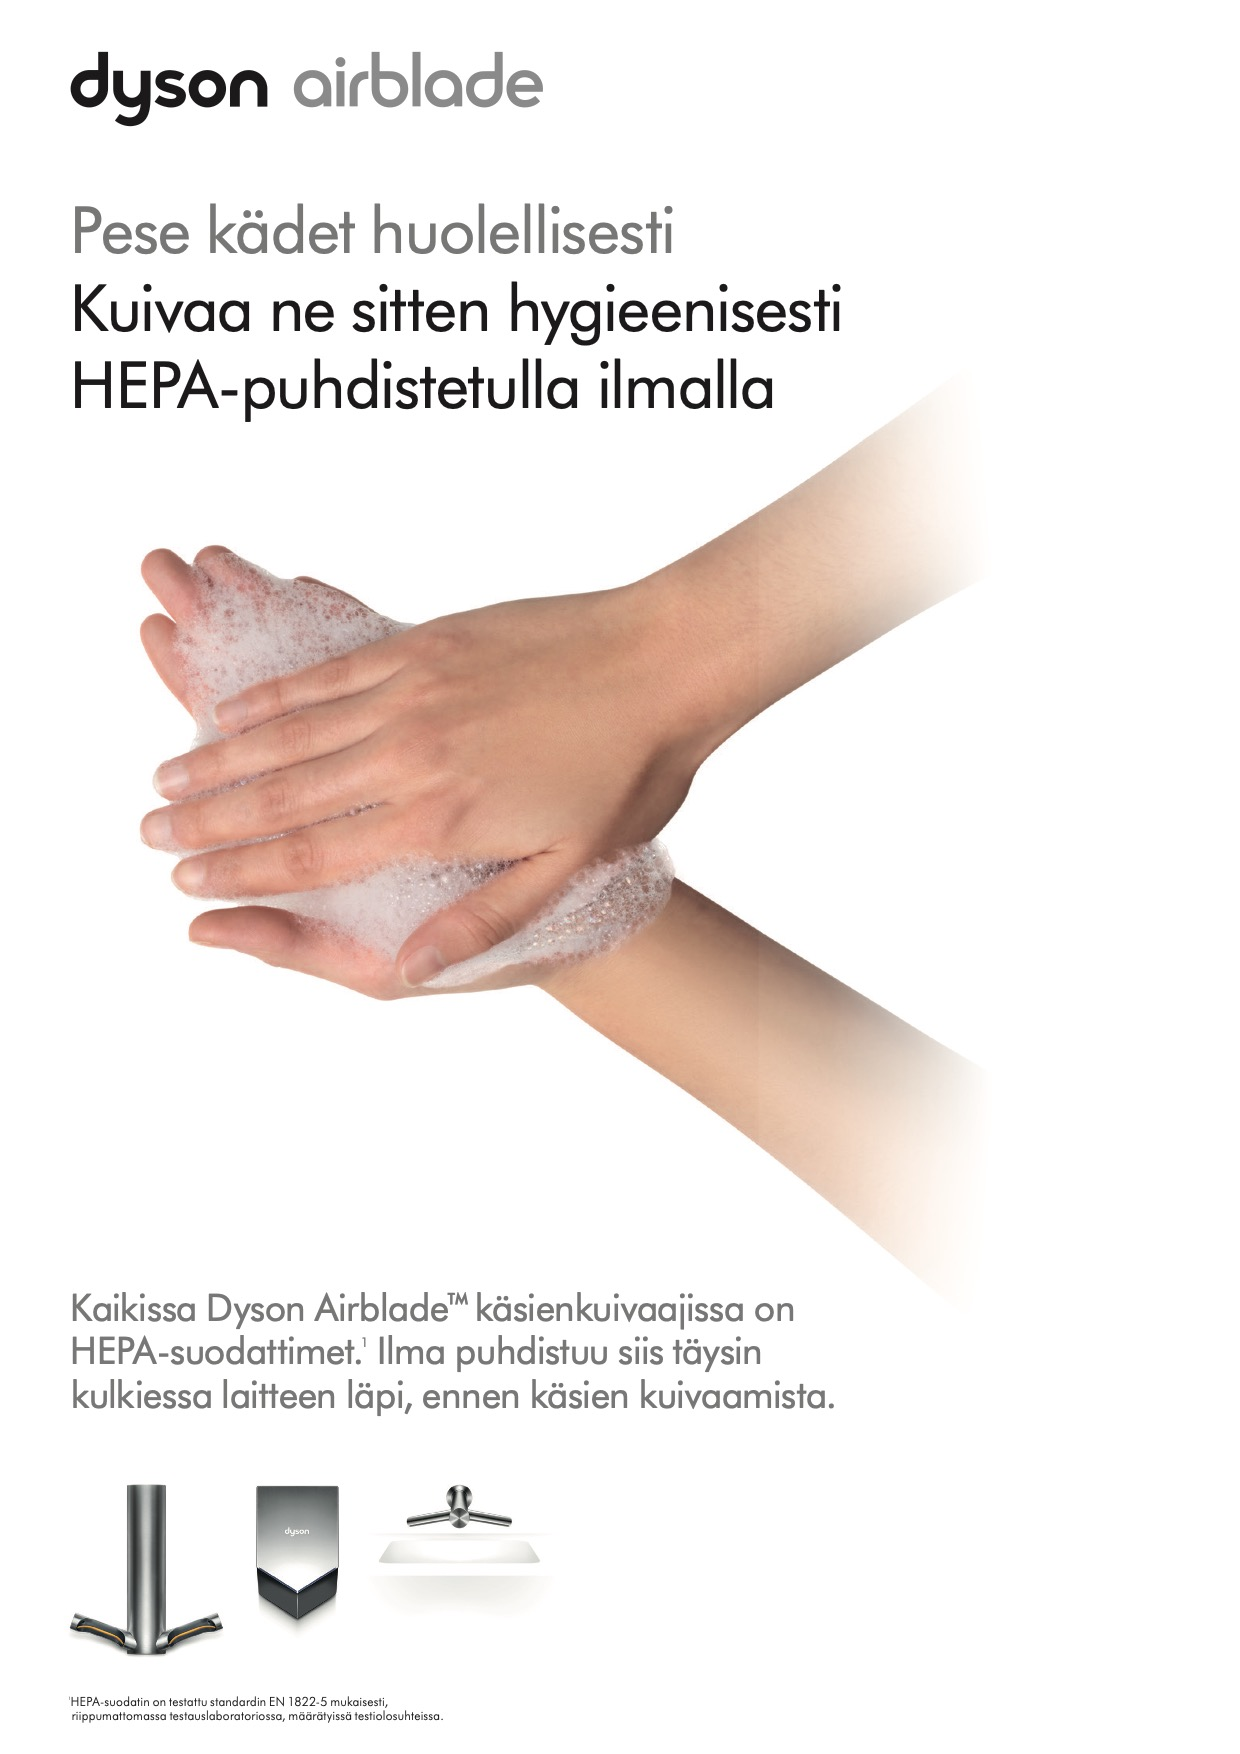 dyson airblade
Pese kädet huolellisesti
Kuivaa ne sitten hygieenisesti
HEPA-puhdistetulla ilmalla
Kaikissa Dyson Airblade™ käsienkuivaajissa on
HEPA-suodattimet.¹ Ilma puhdistuu siis täysin
kulkiessa laitteen läpi, ennen käsien kuivaamista.
dyson
¹HEPA-suodatin on testattu standardin EN 1822-5 mukaisesti,
riippumattomassa testauslaboratoriossa, määrätyissä testiolosuhteissa.